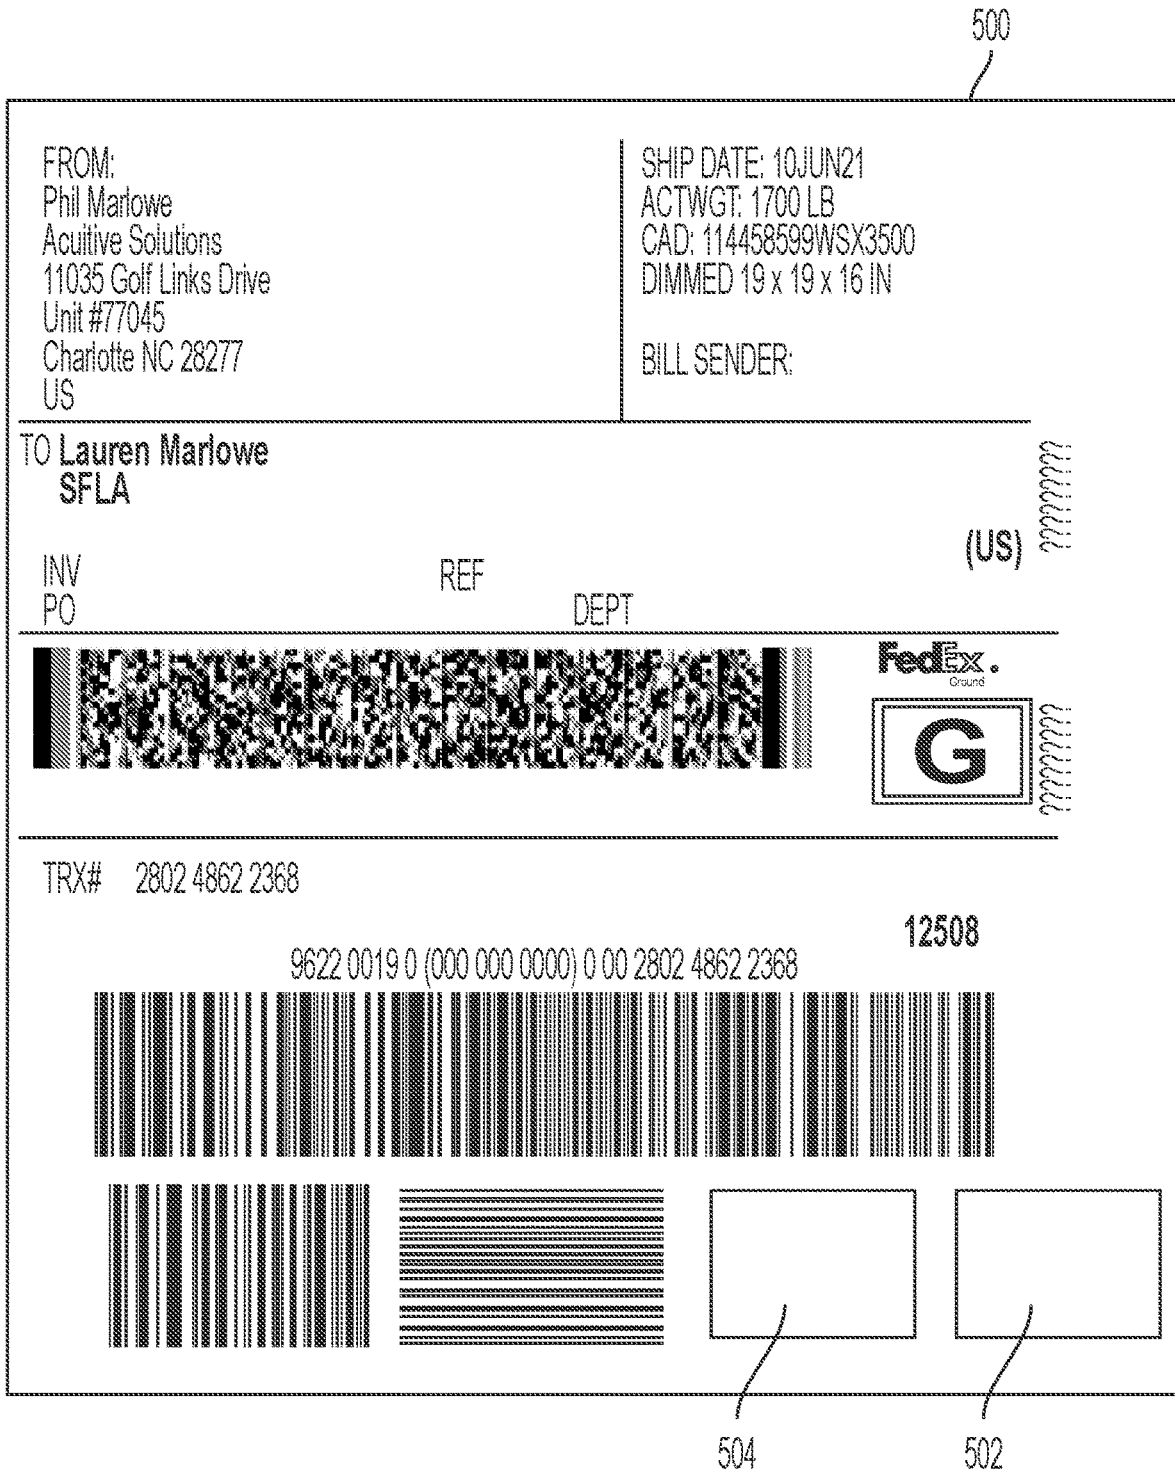 500
FROM:
Phil Marlowe
Acuitive Solutions
11035 Golf Links Drive
Unit #77045
Charlotte NC 28277
US
SHIP DATE: 10JUN21
ACTWGT: 1700 LB
CAD: 114458599WSX3500
DIMMED 19 x 19 x 16 IN
BILL SENDER:
TO Lauren Marlowe
SFLA
(US)
INV
REF
PO
DEPT
FedEx.
Ground
G
TRX# 2802 4862 2368
12508
9622 0019 0 (000 000 0000) 0 00 2802 4862 2368
504
502